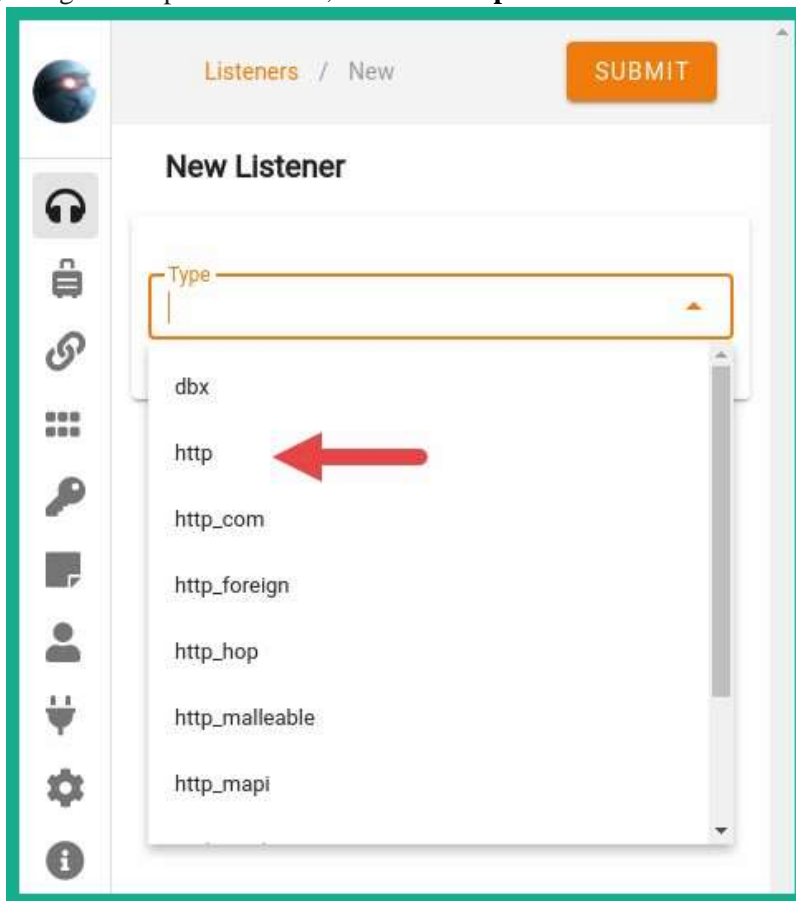 Listeners / New
SUBMIT
New Listener
Type
dbx
http
http_com
http_foreign
http_hop
http_malleable
http_mapi